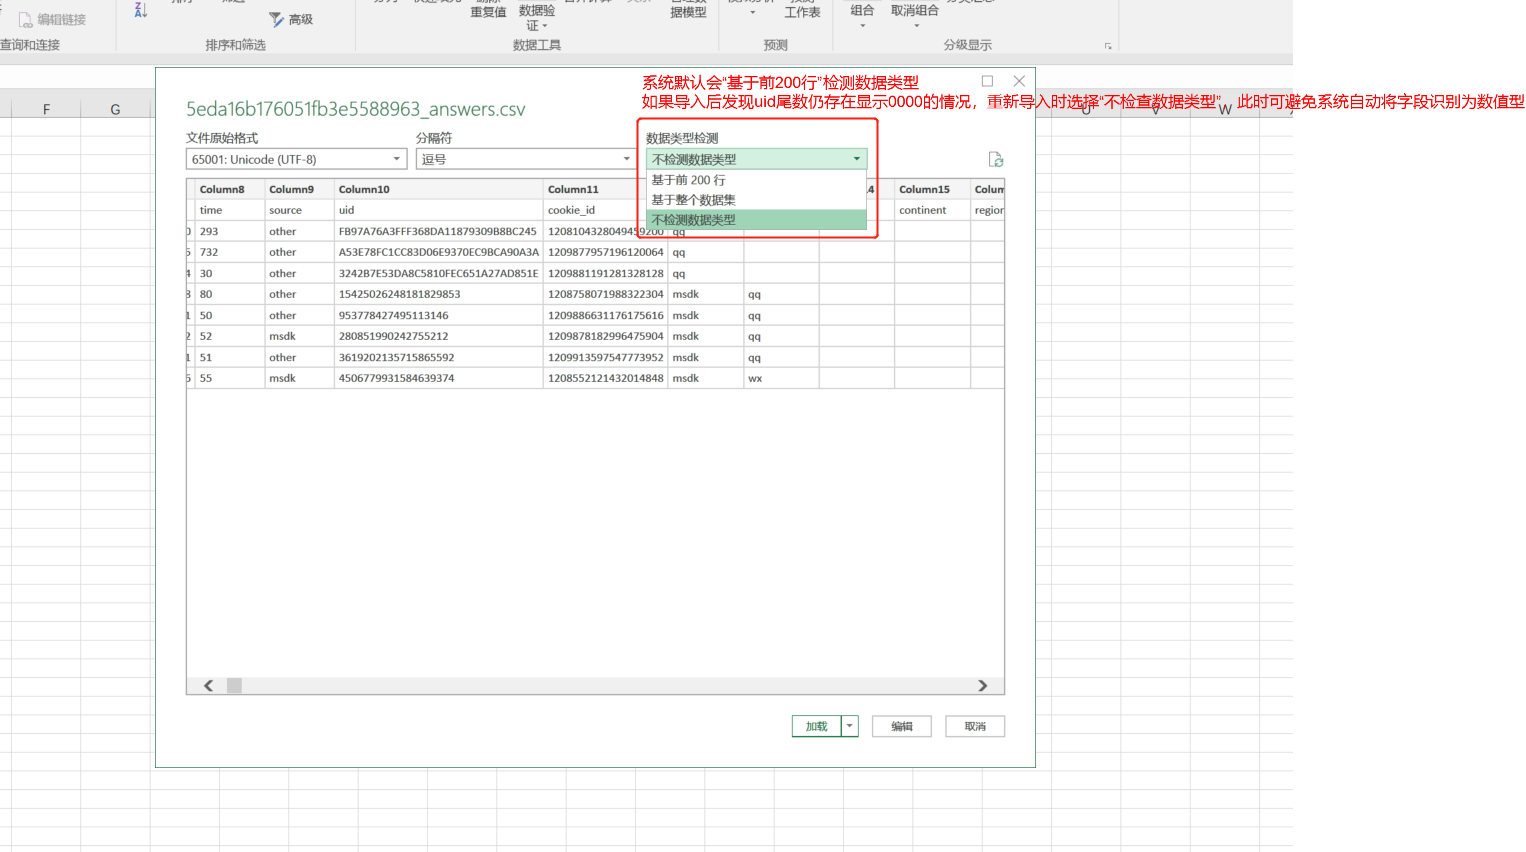 重复值 数据验 数据模型 工作表 组合 取消组合
编辑链接
证
高级
查询和连接 排序和筛选 数据工具 预测 分级显示
系统默认会“基于前200行”检测数据类型
如果导入后发现uid尾数仍存在显示0000的情况，重新导入时选择“不检查数据类型”，此时可避免系统自动将字段识别为数值型
F G U V W
5eda16b176051fb3e5588963_answers.csv
文件原始格式 分隔符 数据类型检测
65001: Unicode (UTF-8) 逗号 不检测数据类型
基于前 200 行
基于整个数据集
不检测数据类型
Column8 Column9 Column10 Column11 Column15 Colum
time source uid cookie_id continent region
293 other FB97A76A3FFF368DA11879309B8BC245 1208104328049459200 qq
732 other A53E78FC1CC83D06E9370EC9BCA90A3A 1209877957196120064 qq
30 other 3242B7E53DA8C5810FEC651A27AD851E 1209881191281328128 qq
80 other 15425026248181829853 1208758071988322304 msdk qq
50 other 953778427495113146 1209886631176175616 msdk qq
52 msdk 280851990242755212 1209878182996475904 msdk qq
51 other 3619202135715865592 1209913597547773952 msdk qq
55 msdk 4506779931584639374 1208552121432014848 msdk wx
加载 编辑 取消